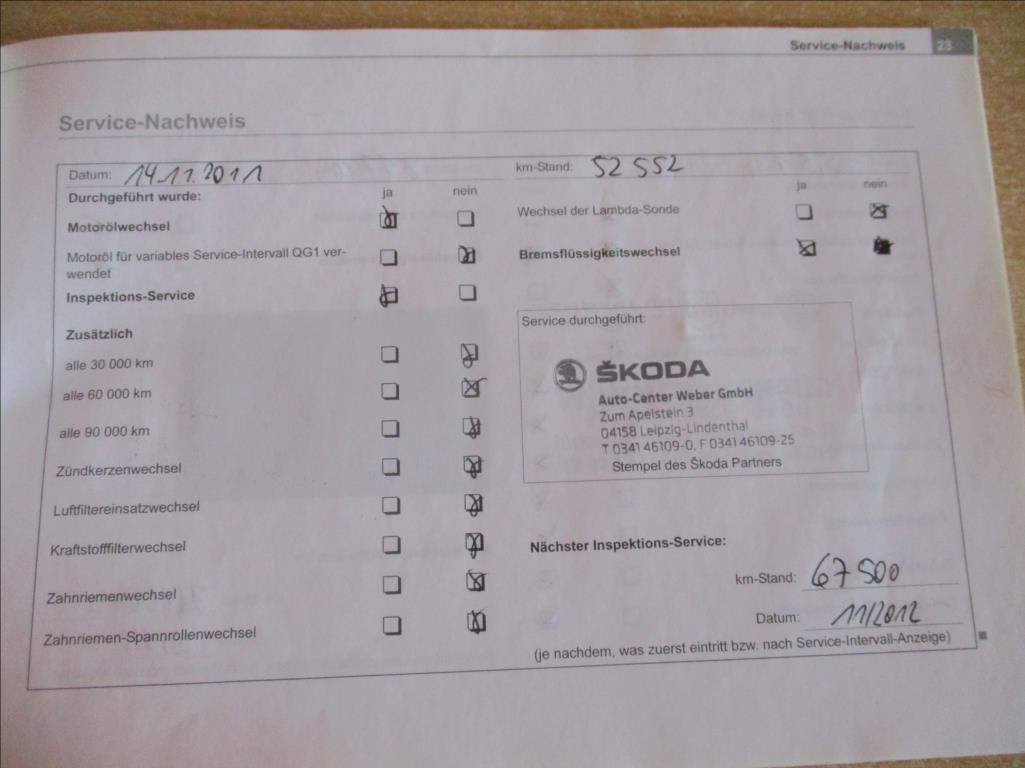 Service-Nachweis 23
Service-Nachweis
Datum: 14.11.2011
km-Stand: 52 552
Durchgeführt wurde: ja nein
Motorölwechsel
Motoröl für variables Service-Intervall QG1 ver-
wendet
Inspektions-Service
Zusätzlich
alle 30 000 km
alle 60 000 km
alle 90 000 km
Zündkerzenwechsel
Luftfiltereinsatzwechsel
Kraftstofffilterwechsel
Zahnriemenwechsel
Zahnriemen-Spannrollenwechsel
ja nein
Wechsel der Lambda-Sonde
Bremsflüssigkeitswechsel
Service durchgeführt:
ŠKODA
Auto-Center Weber GmbH
Zum Apelstein 3
04158 Leipzig-Lindenthal
T 0341 46109-0, F 0341 46109-25
Stempel des Škoda Partners
Nächster Inspektions-Service:
km-Stand: 67 500
Datum: 11/2012
(je nachdem, was zuerst eintritt bzw. nach Service-Intervall-Anzeige)